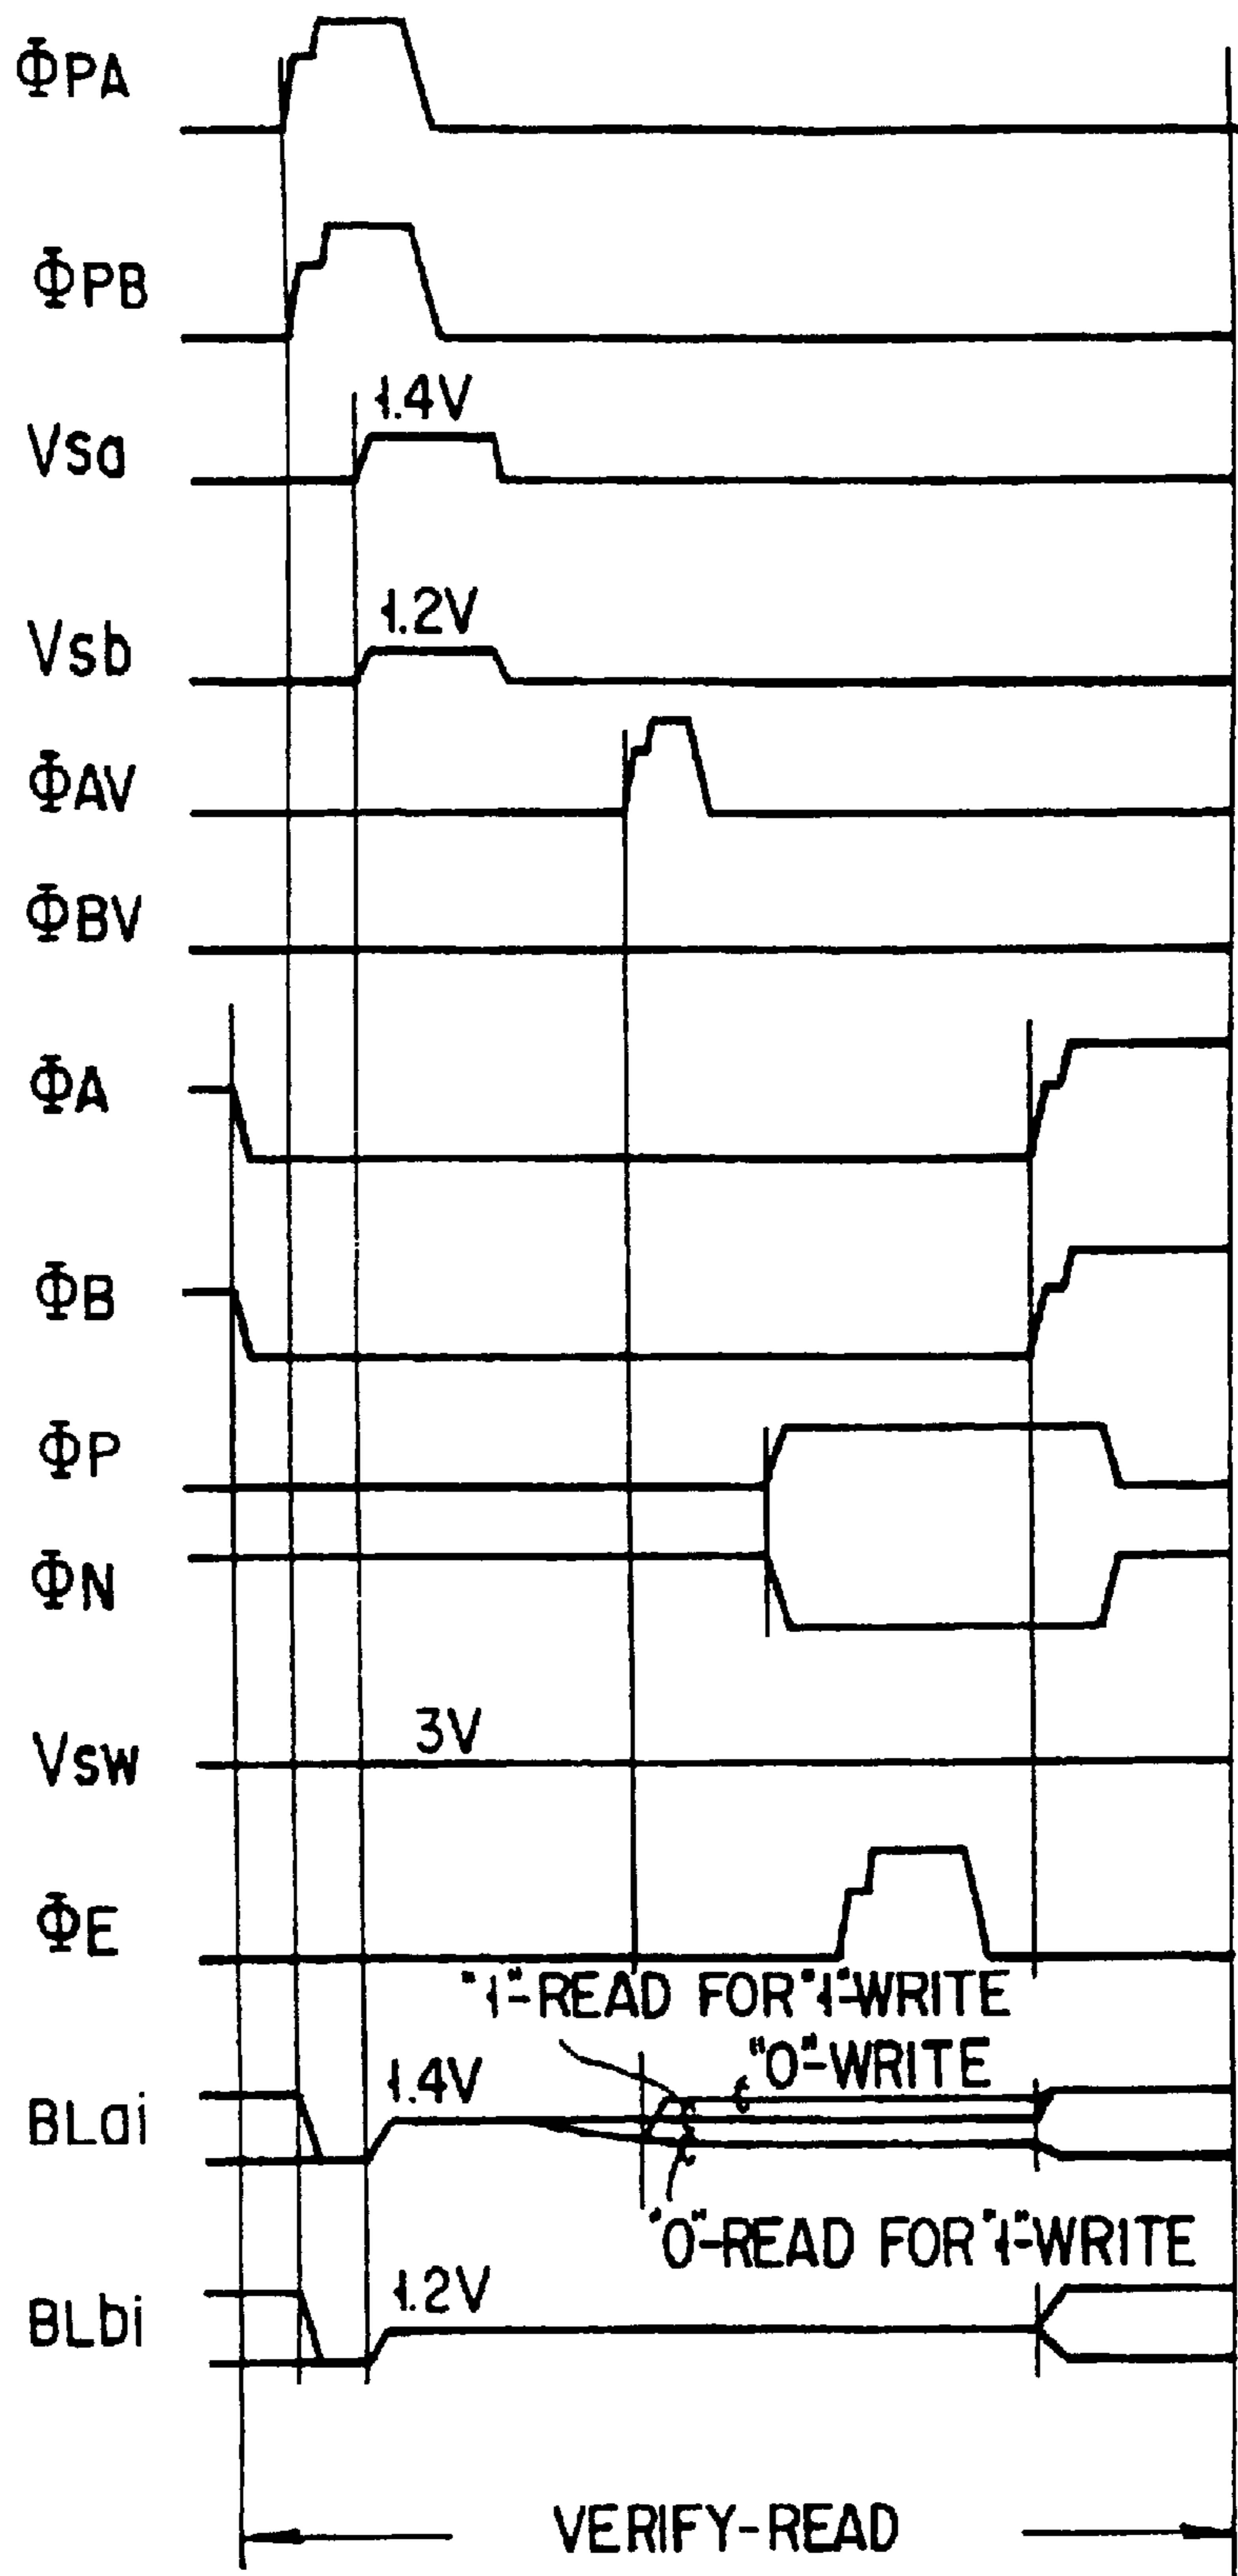 ΦPA
ΦPB
1.4V
Vsa
1.2V
Vsb
ΦAV
ΦBV
ΦA
ΦB
ΦP
ΦN
3V
Vsw
ΦE
"1"-READ FOR "1"-WRITE
"0"-WRITE
1.4V
BLai
"0"-READ FOR "1"-WRITE
1.2V
BLbi
VERIFY-READ